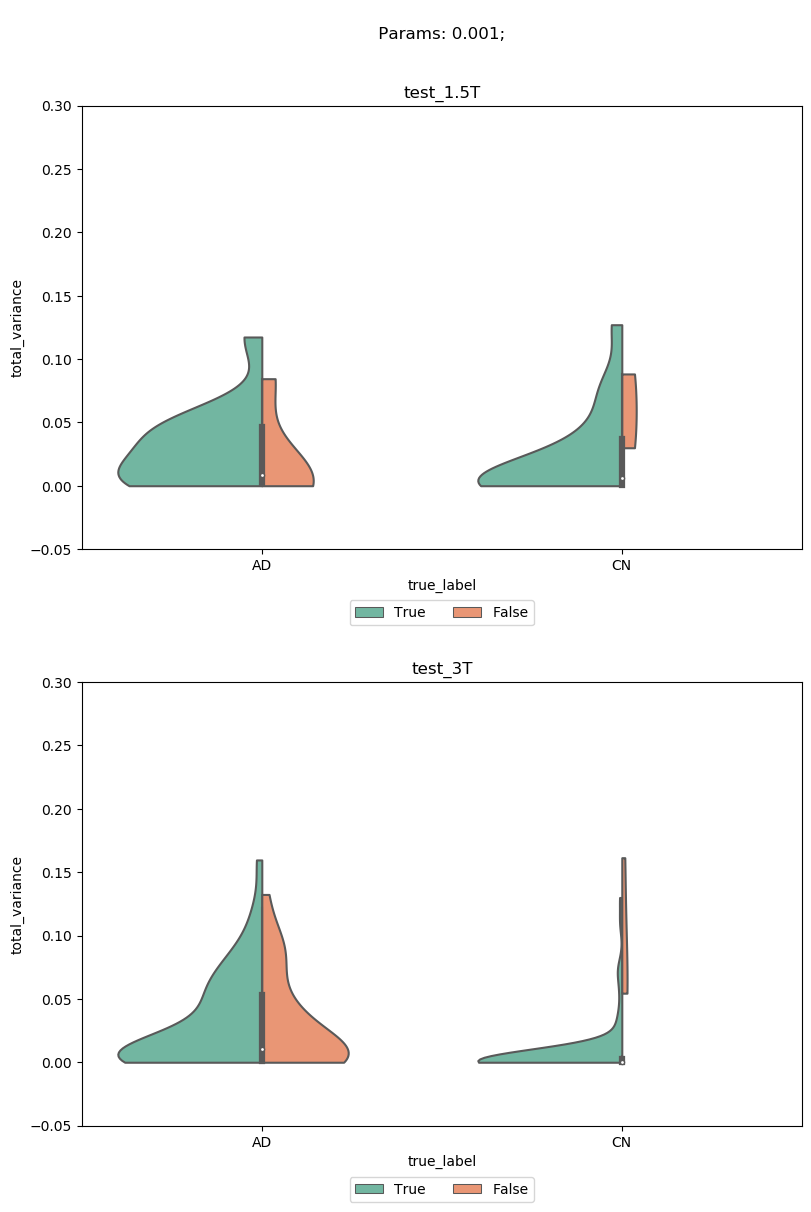 Params: 0.001;
test_1.5T
0.30
0.25
0.20
0.15
0.10
0.05
0.00
−0.05
total_variance
AD
CN
true_label
True
False
test_3T
0.30
0.25
0.20
0.15
0.10
0.05
0.00
−0.05
total_variance
AD
CN
true_label
True
False